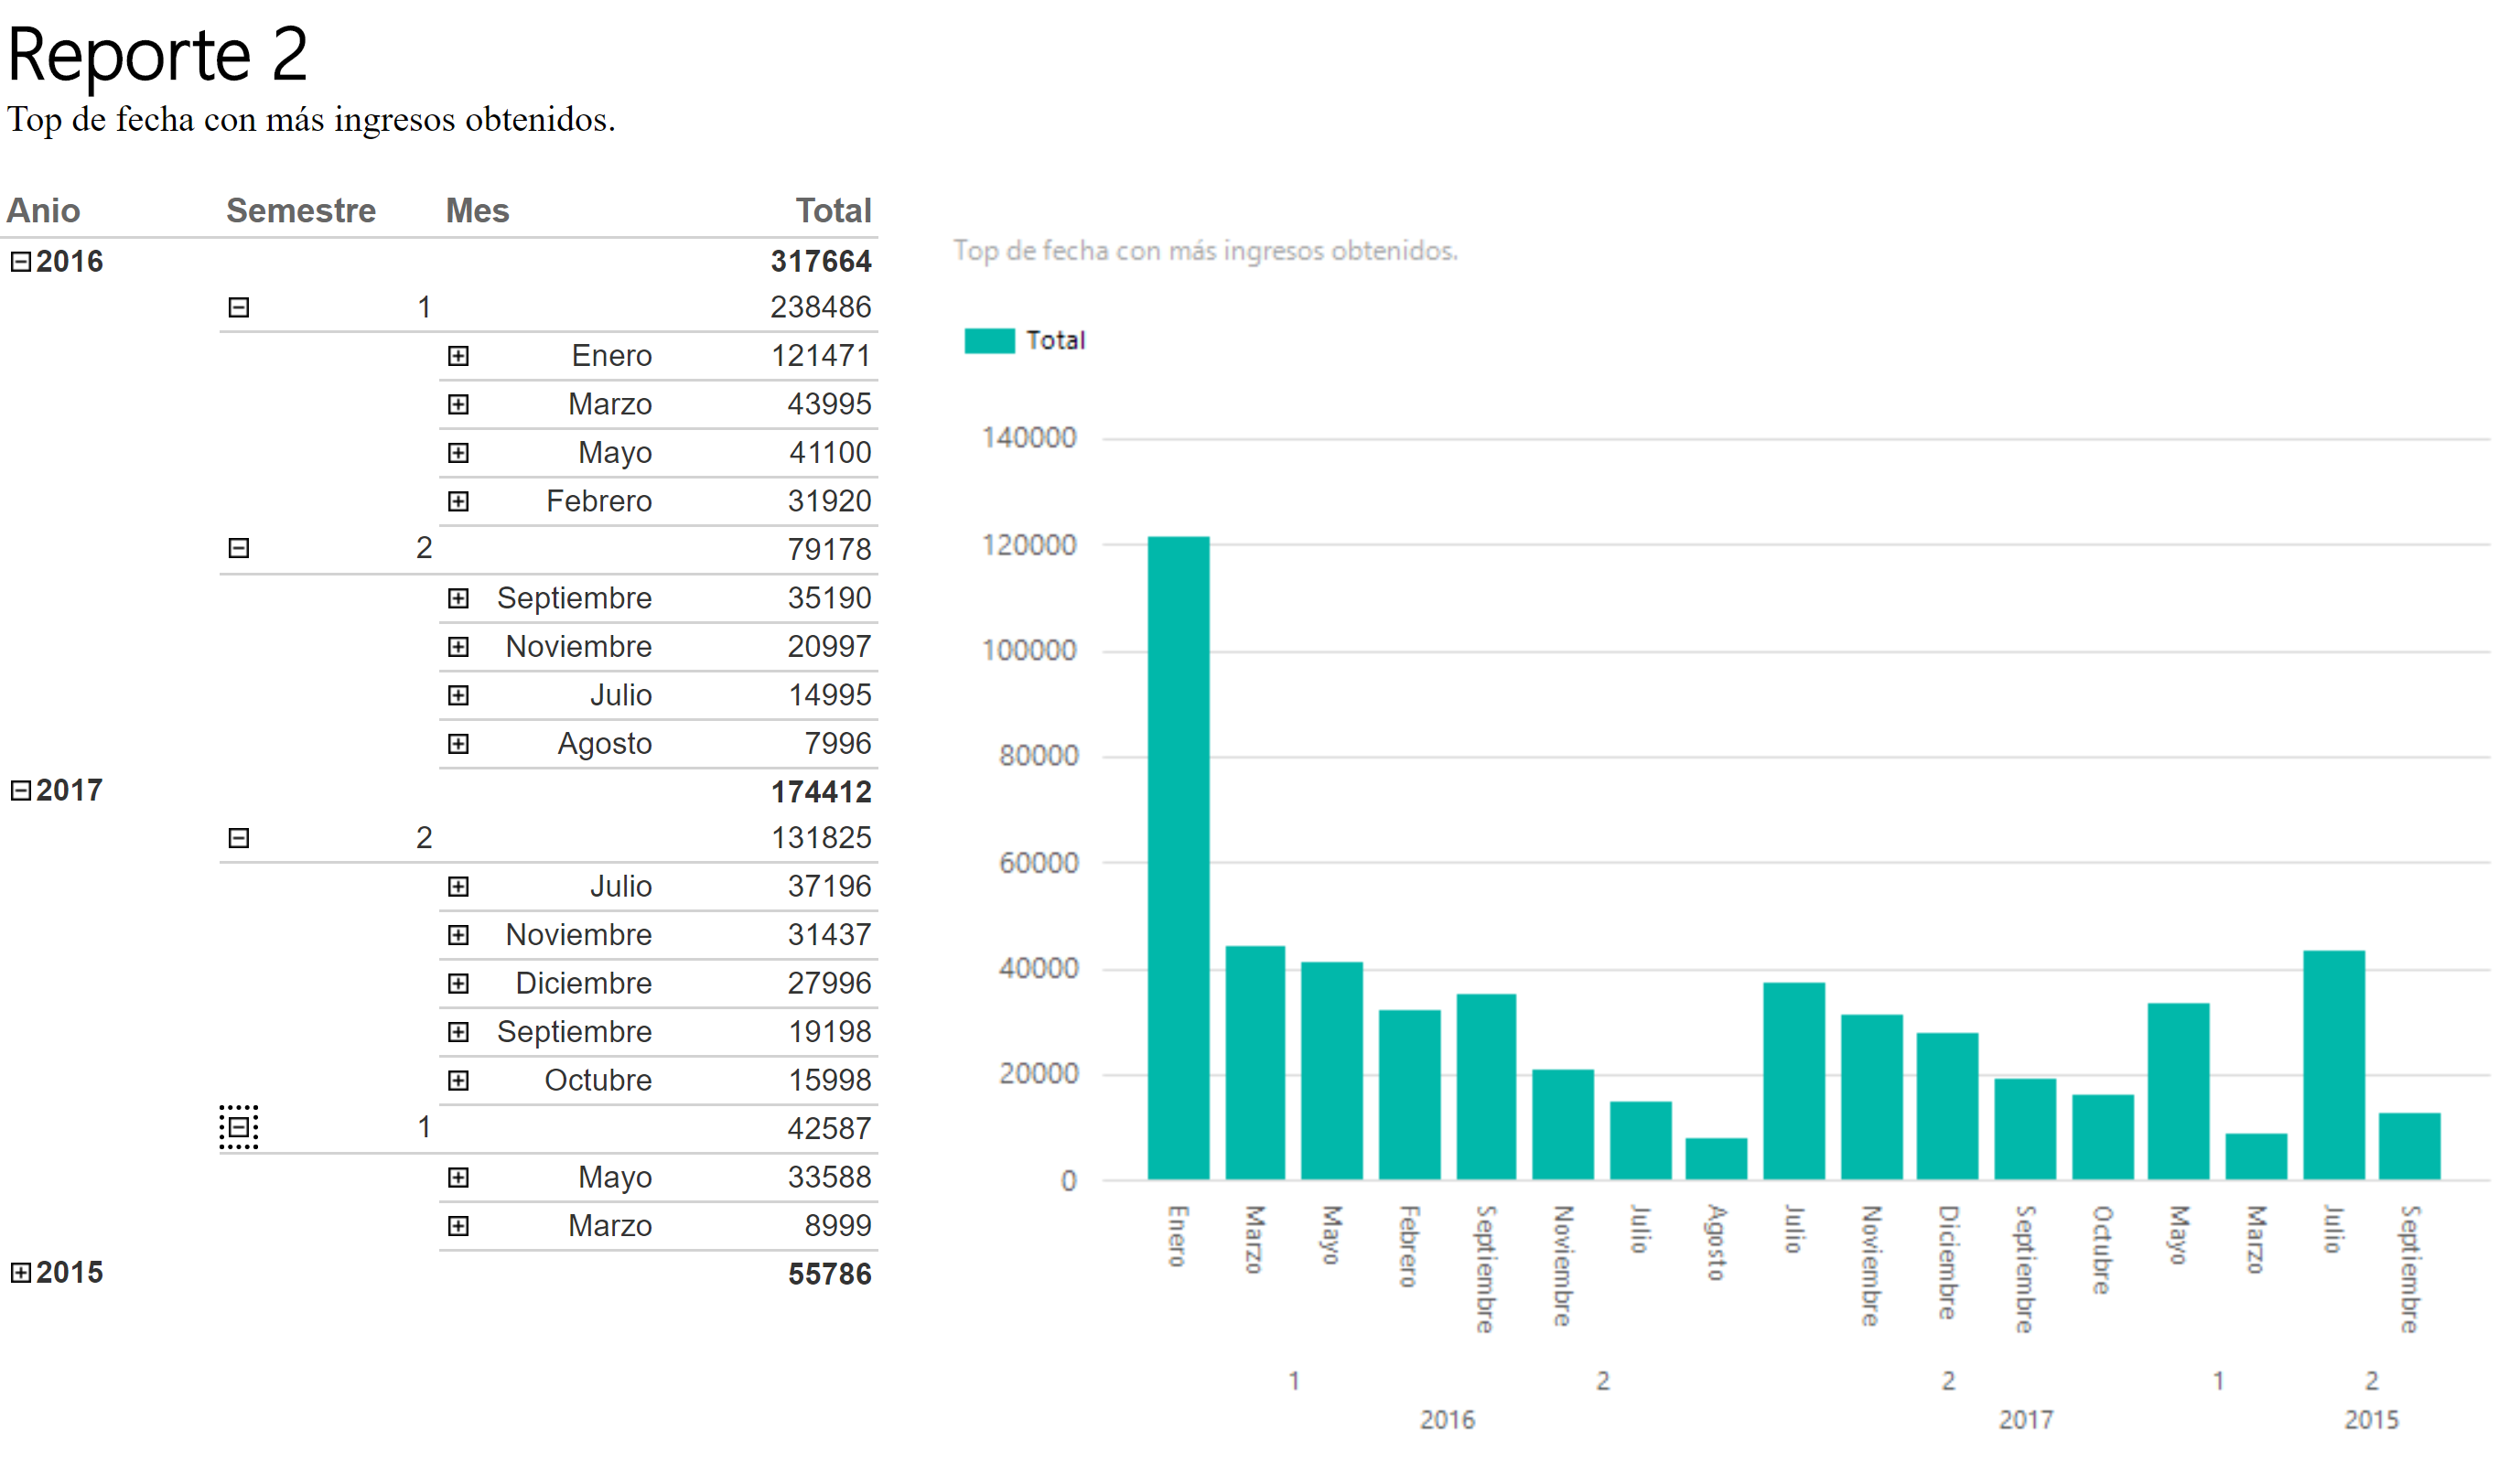 Reporte 2
Top de fecha con más ingresos obtenidos.
Anio Semestre Mes Total
2016 317664
1 238486
Enero 121471
Marzo 43995
Mayo 41100
Febrero 31920
2 79178
Septiembre 35190
Noviembre 20997
Julio 14995
Agosto 7996
2017 174412
2 131825
Julio 37196
Noviembre 31437
Diciembre 27996
Septiembre 19198
Octubre 15998
1 42587
Mayo 33588
Marzo 8999
2015 55786
Top de fecha con más ingresos obtenidos.
Total
140000
120000
100000
80000
60000
40000
20000
0
Enero
Marzo
Mayo
Febrero
Septiembre
Noviembre
Julio
Agosto
Julio
Noviembre
Diciembre
Septiembre
Octubre
Mayo
Marzo
Julio
Septiembre
1 2 2 1 2
2016 2017 2015